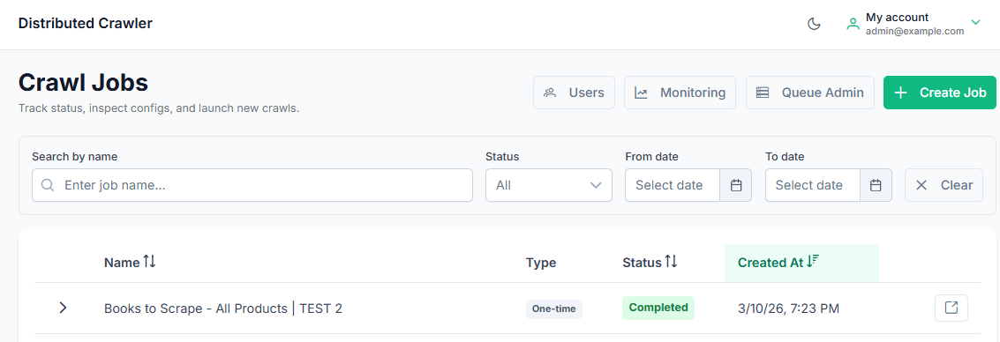 Distributed Crawler
My account
admin@example.com
Crawl Jobs
Track status, inspect configs, and launch new crawls.
Users
Monitoring
Queue Admin
Create Job
Search by name
Status
From date
To date
Enter job name...
All
Select date
Select date
Clear
Name
Type
Status
Created At
Books to Scrape - All Products | TEST 2
One-time
Completed
3/10/26, 7:23 PM